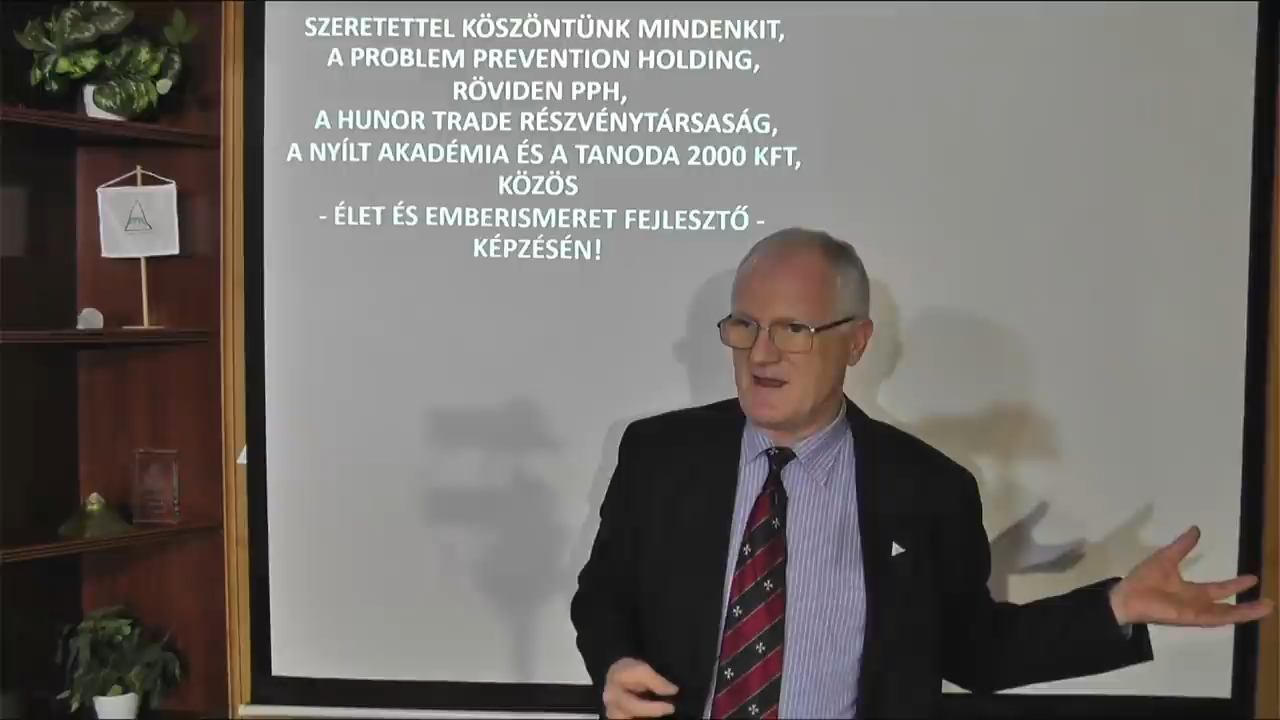 SZERETETTEL KÖSZÖNTÜNK MINDENKIT,
A PROBLEM PREVENTION HOLDING,
RÖVIDEN PPH,
A HUNOR TRADE RÉSZVÉNYTÁRSASÁG,
A NYÍLT AKADÉMIA ÉS A TANODA 2000 KFT,
KÖZÖS
- ÉLET ÉS EMBERISMERET FEJLESZTŐ -
KÉPZÉSÉN!